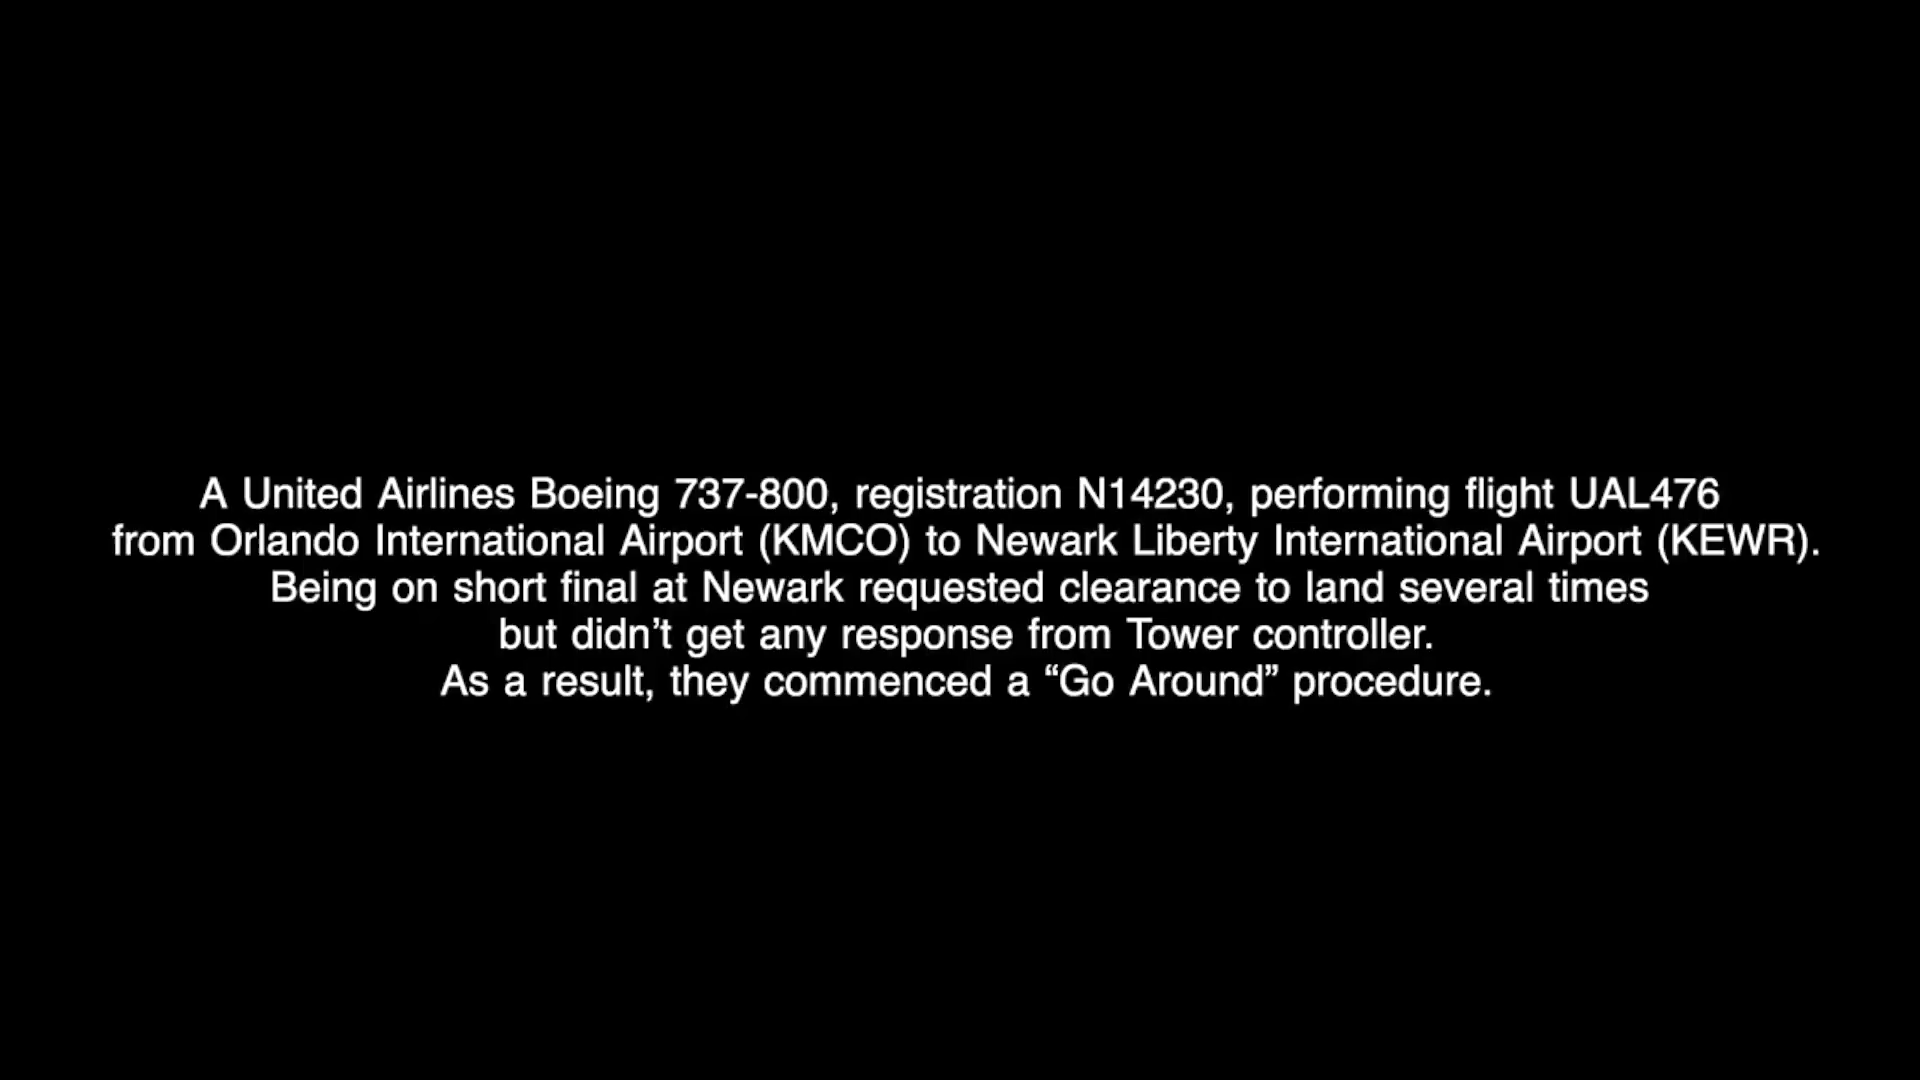 A United Airlines Boeing 737-800, registration N14230, performing flight UAL476
from Orlando International Airport (KMCO) to Newark Liberty International Airport (KEWR).
Being on short final at Newark requested clearance to land several times
but didn’t get any response from Tower controller.
As a result, they commenced a “Go Around” procedure.